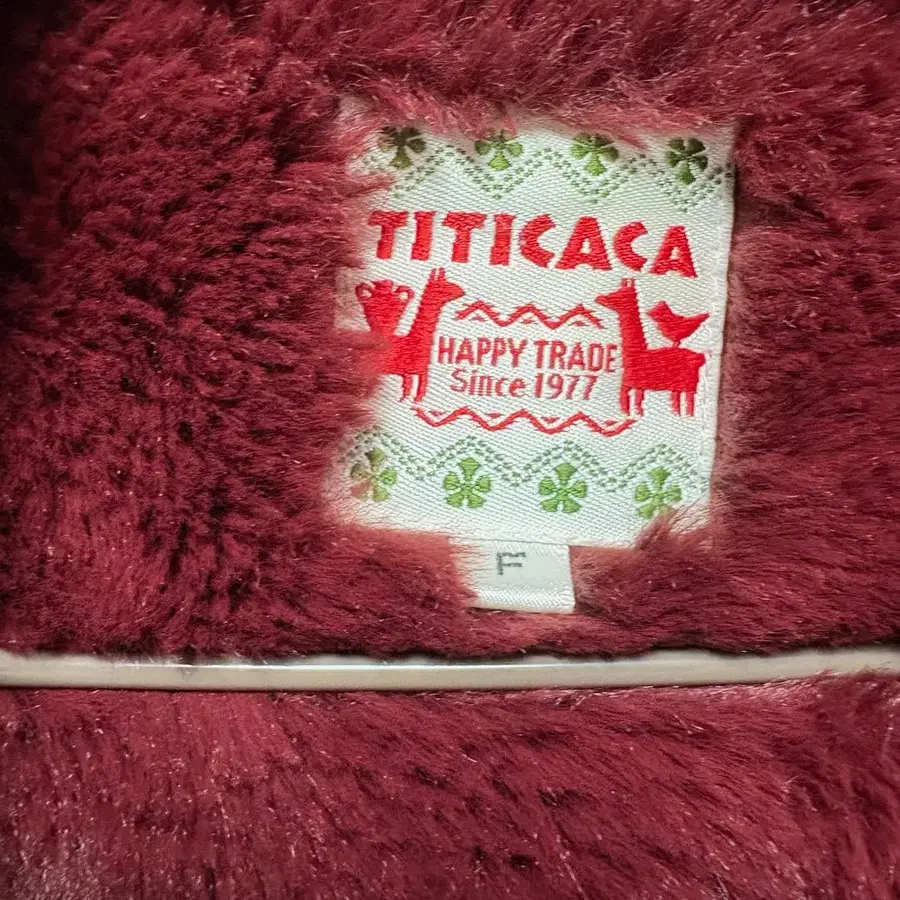 TITICACA
HAPPY TRADE
Since 1977
F